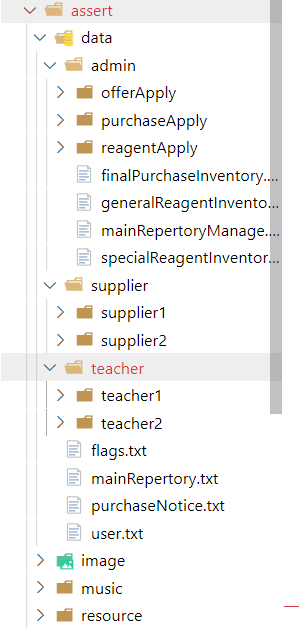 assert
data
admin
offerApply
purchaseApply
reagentApply
finalPurchaseInventory....
generalReagentInvento...
mainRepertoryManage....
specialReagentInventor...
supplier
supplier1
supplier2
teacher
teacher1
teacher2
flags.txt
mainRepertory.txt
purchaseNotice.txt
user.txt
image
music
resource